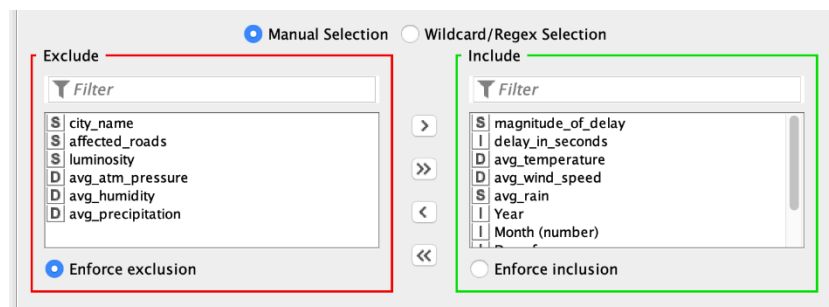 Manual Selection Wildcard/Regex Selection
Exclude
Filter
S city_name
S affected_roads
S luminosity
D avg_atm_pressure
D avg_humidity
D avg_precipitation
Enforce exclusion
>
>>
<
<<
Include
Filter
S magnitude_of_delay
I delay_in_seconds
D avg_temperature
D avg_wind_speed
S avg_rain
I Year
I Month (number)
Enforce inclusion